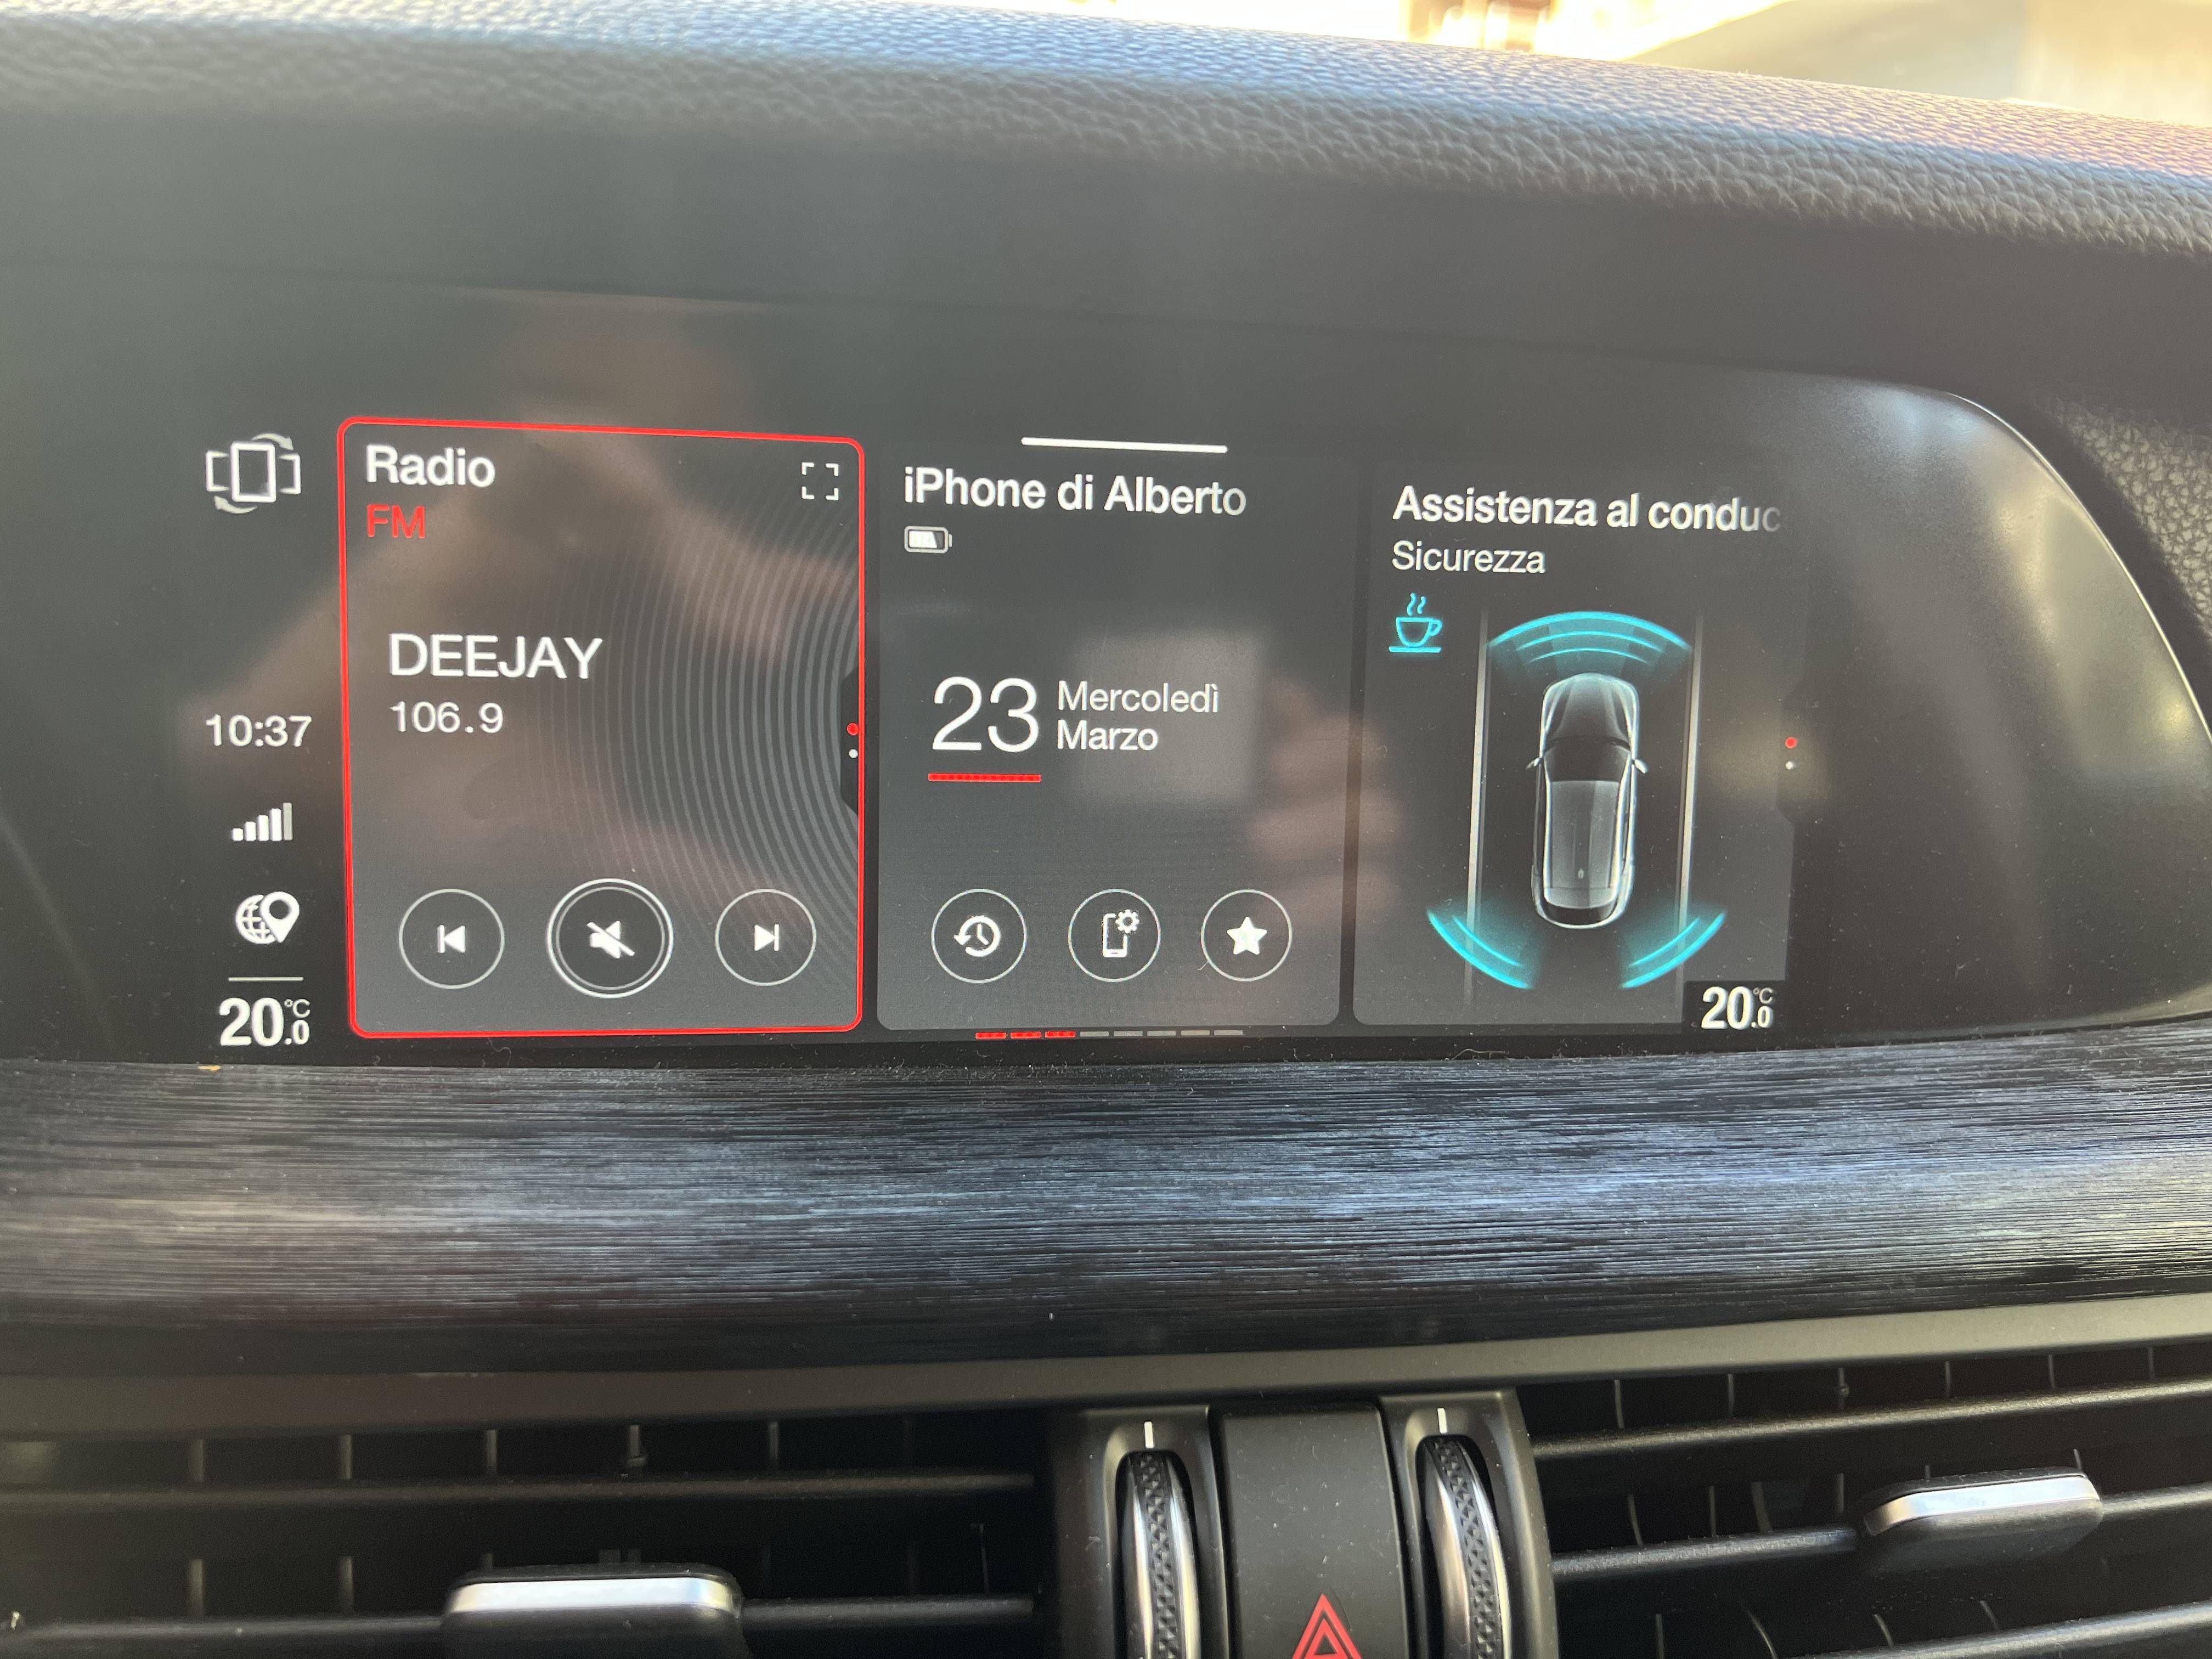 Radio
FM
DEEJAY
106.9
10:37
20.0 °C
iPhone di Alberto
23
Mercoledì
Marzo
Assistenza al conduc
Sicurezza
20.0 °C